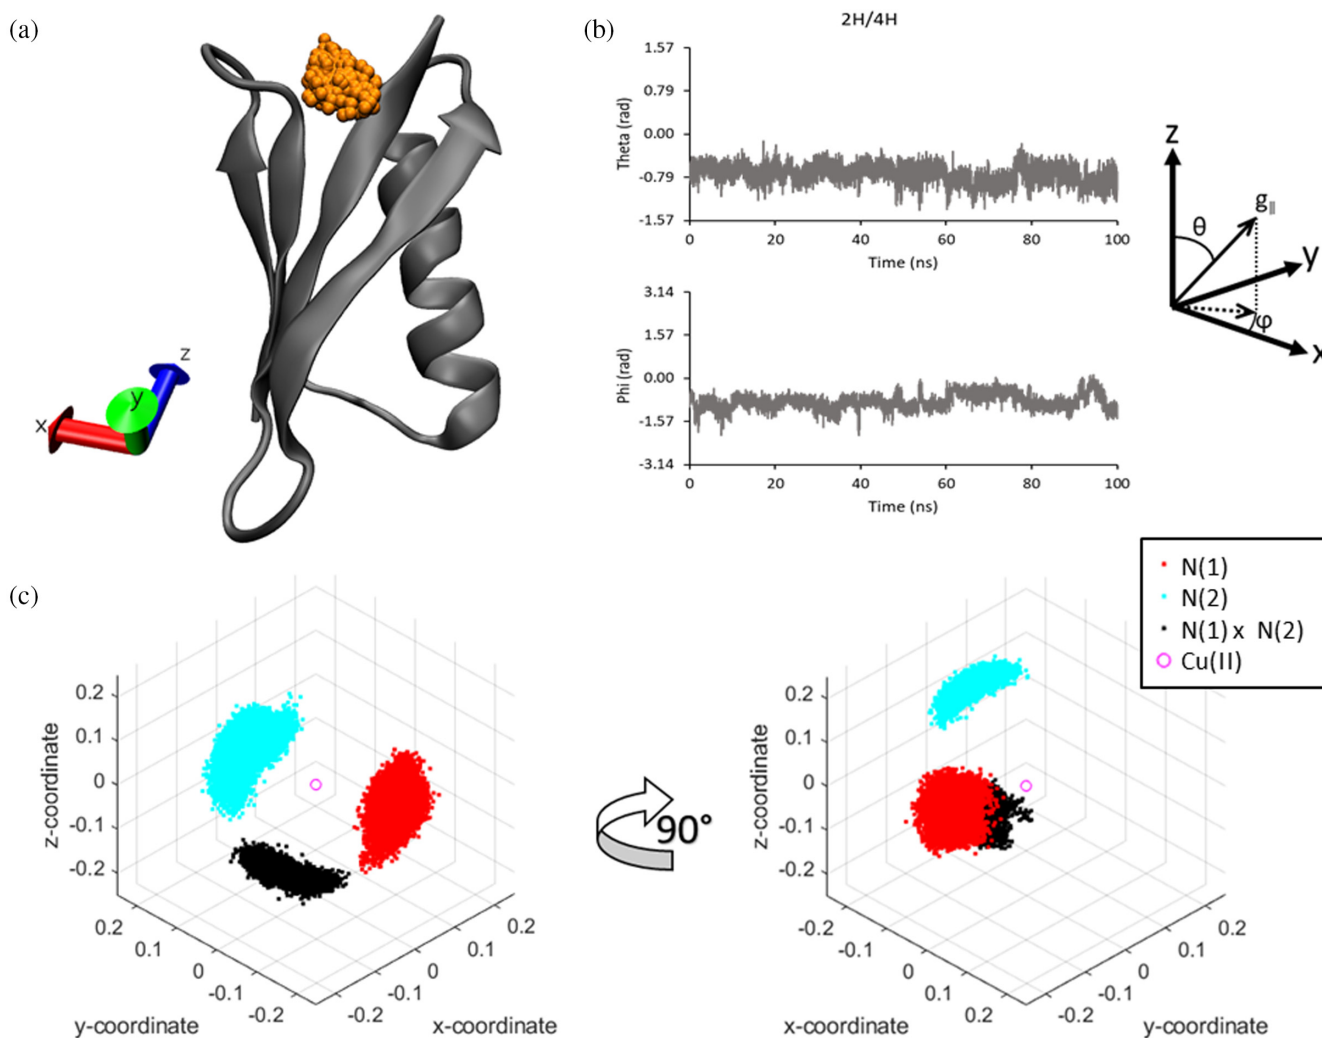 (a)
z
y
x
(b)
2H/4H
1.57
0.79
0.00
-0.79
-1.57
Theta (rad)
0 20 40 60 80 100
Time (ns)
3.14
1.57
0.00
-1.57
-3.14
Phi (rad)
0 20 40 60 80 100
Time (ns)
z
θ
g||
y
φ
x
(c)
0.2
0.1
0
-0.1
-0.2
z-coordinate
0.2 0.1 0 -0.1 -0.2
y-coordinate
-0.2 -0.1 0 0.1 0.2
x-coordinate
90°
N(1)
N(2)
N(1) x N(2)
Cu(II)
0.2
0.1
0
-0.1
-0.2
z-coordinate
-0.2 -0.1 0 0.1 0.2
x-coordinate
-0.2 -0.1 0 0.1 0.2
y-coordinate